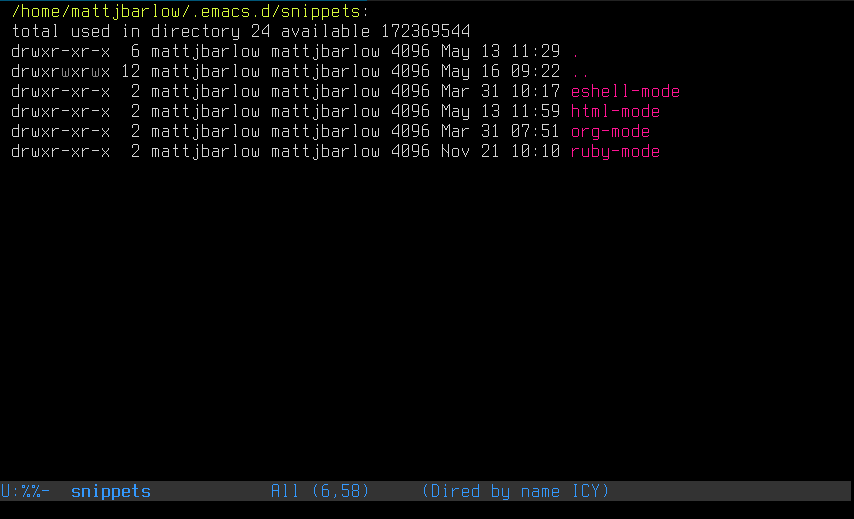 /home/mattjbarlow/.emacs.d/snippets:
total used in directory 24 available 172369544
drwxr-xr-x  6 mattjbarlow mattjbarlow 4096 May 13 11:29 .
drwxrwxrwx 12 mattjbarlow mattjbarlow 4096 May 16 09:22 ..
drwxr-xr-x  2 mattjbarlow mattjbarlow 4096 Mar 31 10:17 eshell-mode
drwxr-xr-x  2 mattjbarlow mattjbarlow 4096 May 13 11:59 html-mode
drwxr-xr-x  2 mattjbarlow mattjbarlow 4096 Mar 31 07:51 org-mode
drwxr-xr-x  2 mattjbarlow mattjbarlow 4096 Nov 21 10:10 ruby-mode
U:%%-  snippets            All (6,58)     (Dired by name ICY)